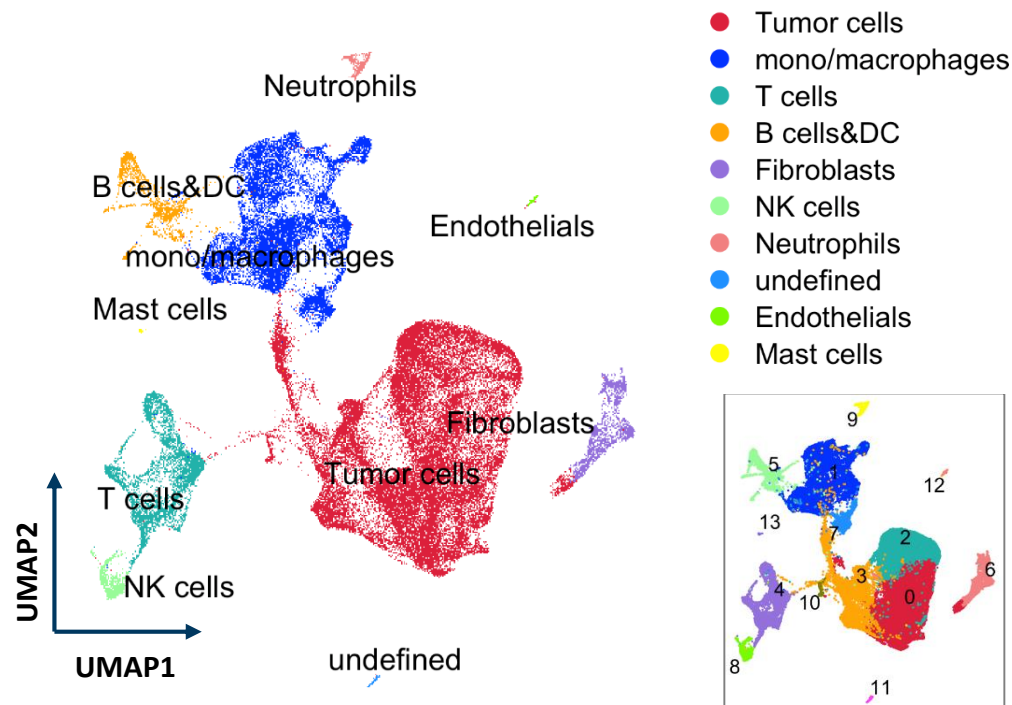 Neutrophils
B cells&DC
Endothelials
mono/macrophages
Mast cells
Fibroblasts
Tumor cells
T cells
NK cells
undefined
UMAP2
UMAP1
Tumor cells
mono/macrophages
T cells
B cells&DC
Fibroblasts
NK cells
Neutrophils
undefined
Endothelials
Mast cells
9
5
1
12
13
7
2
3
6
4
10
0
8
11